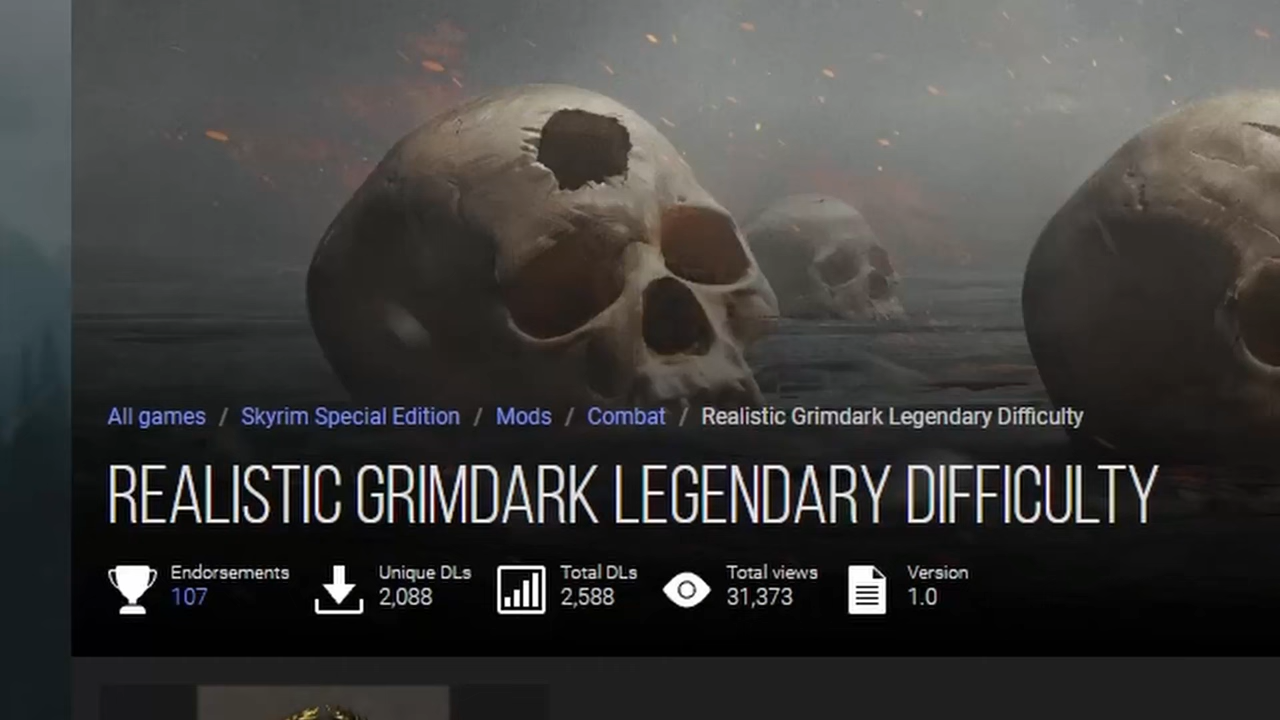 All games / Skyrim Special Edition / Mods / Combat / Realistic Grimdark Legendary Difficulty
REALISTIC GRIMDARK LEGENDARY DIFFICULTY
Endorsements Unique DLs Total DLs Total views Version
107 2,088 2,588 31,373 1.0